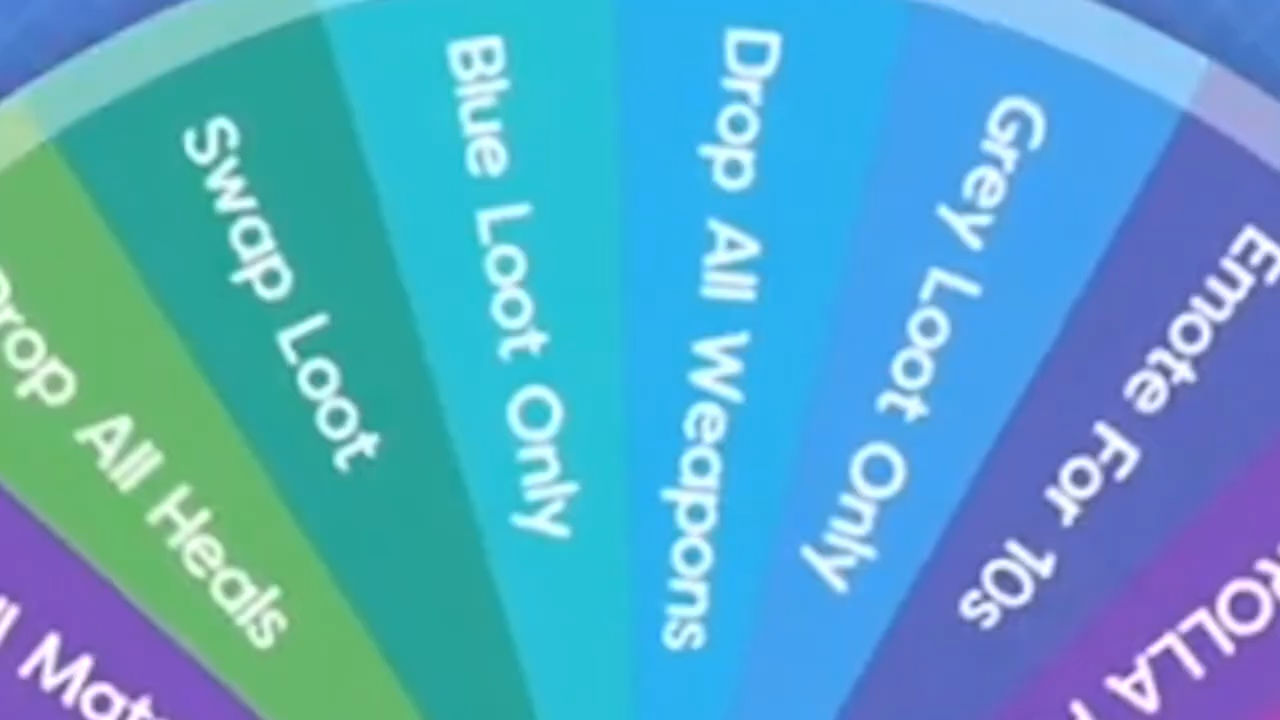 Drop All Heals
Swap Loot
Blue Loot Only
Drop All Weapons
Grey Loot Only
Emote For 10s